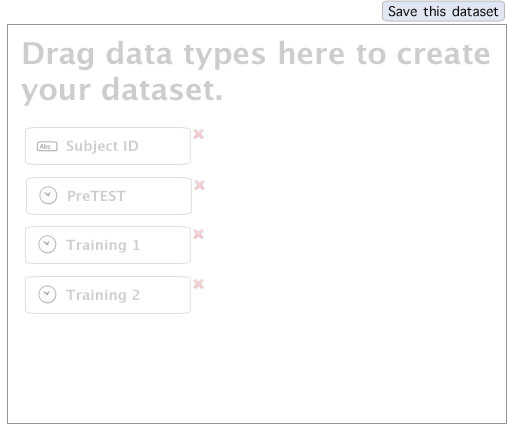 Save this dataset
Drag data types here to create
your dataset.
Abc Subject ID
PreTEST
Training 1
Training 2